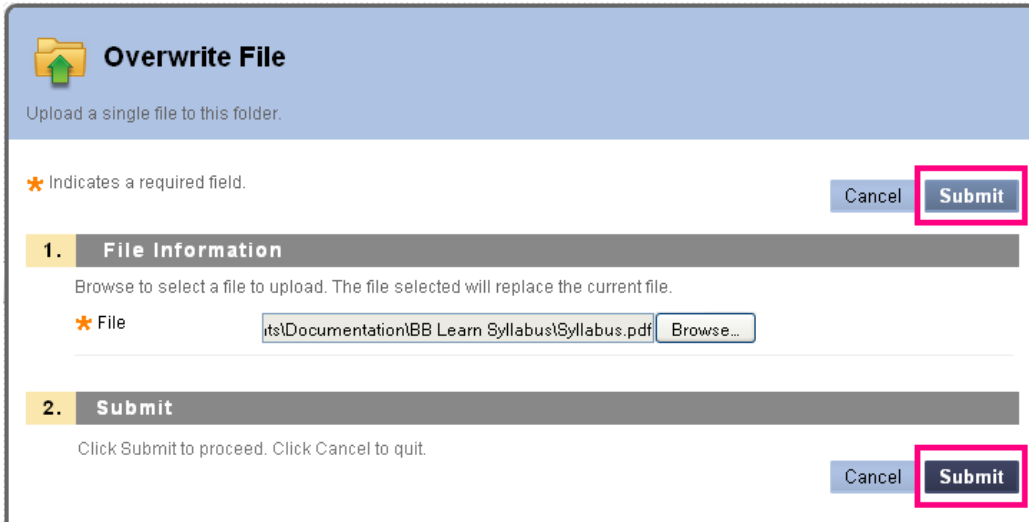 Overwrite File
Upload a single file to this folder.
* Indicates a required field.
Cancel Submit
1. File Information
Browse to select a file to upload. The file selected will replace the current file.
* File its\Documentation\BB Learn Syllabus\Syllabus.pdf Browse...
2. Submit
Click Submit to proceed. Click Cancel to quit.
Cancel Submit